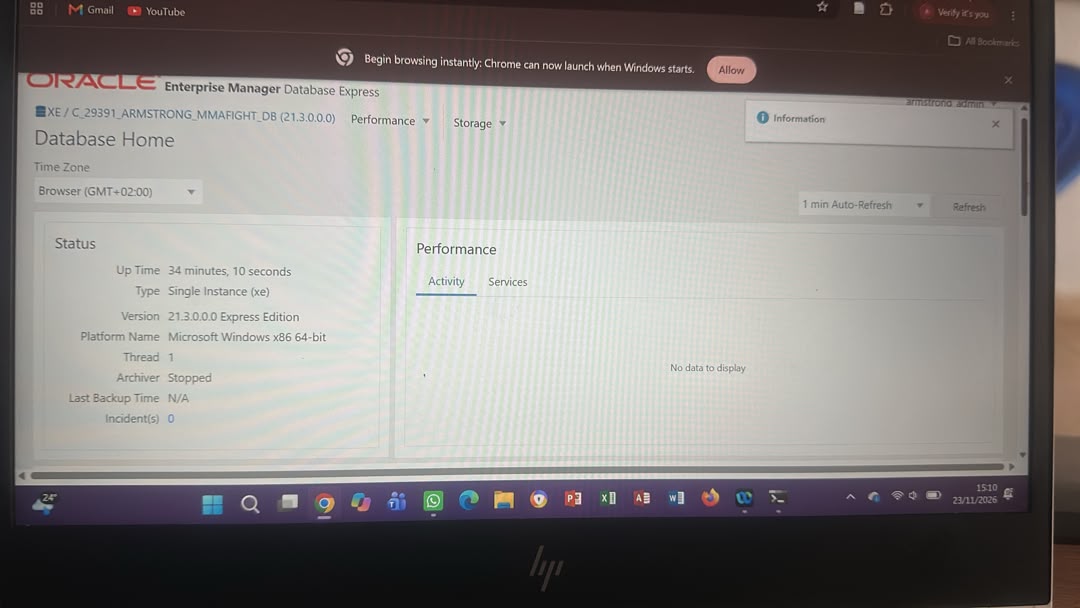 Gmail
YouTube
Verify it's you
All Bookmarks
Begin browsing instantly: Chrome can now launch when Windows starts.
Allow
ORACLE Enterprise Manager Database Express
armstrong_admin
XE / C_29391_ARMSTRONG_MMAFIGHT_DB (21.3.0.0.0)
Performance
Storage
Information
Database Home
Time Zone
Browser (GMT+02:00)
1 min Auto-Refresh
Refresh
Status
Up Time 34 minutes, 10 seconds
Type Single Instance (xe)
Version 21.3.0.0.0 Express Edition
Platform Name Microsoft Windows x86 64-bit
Thread 1
Archiver Stopped
Last Backup Time N/A
Incident(s) 0
Performance
Activity
Services
No data to display
24°
15:10
23/11/2026
hp